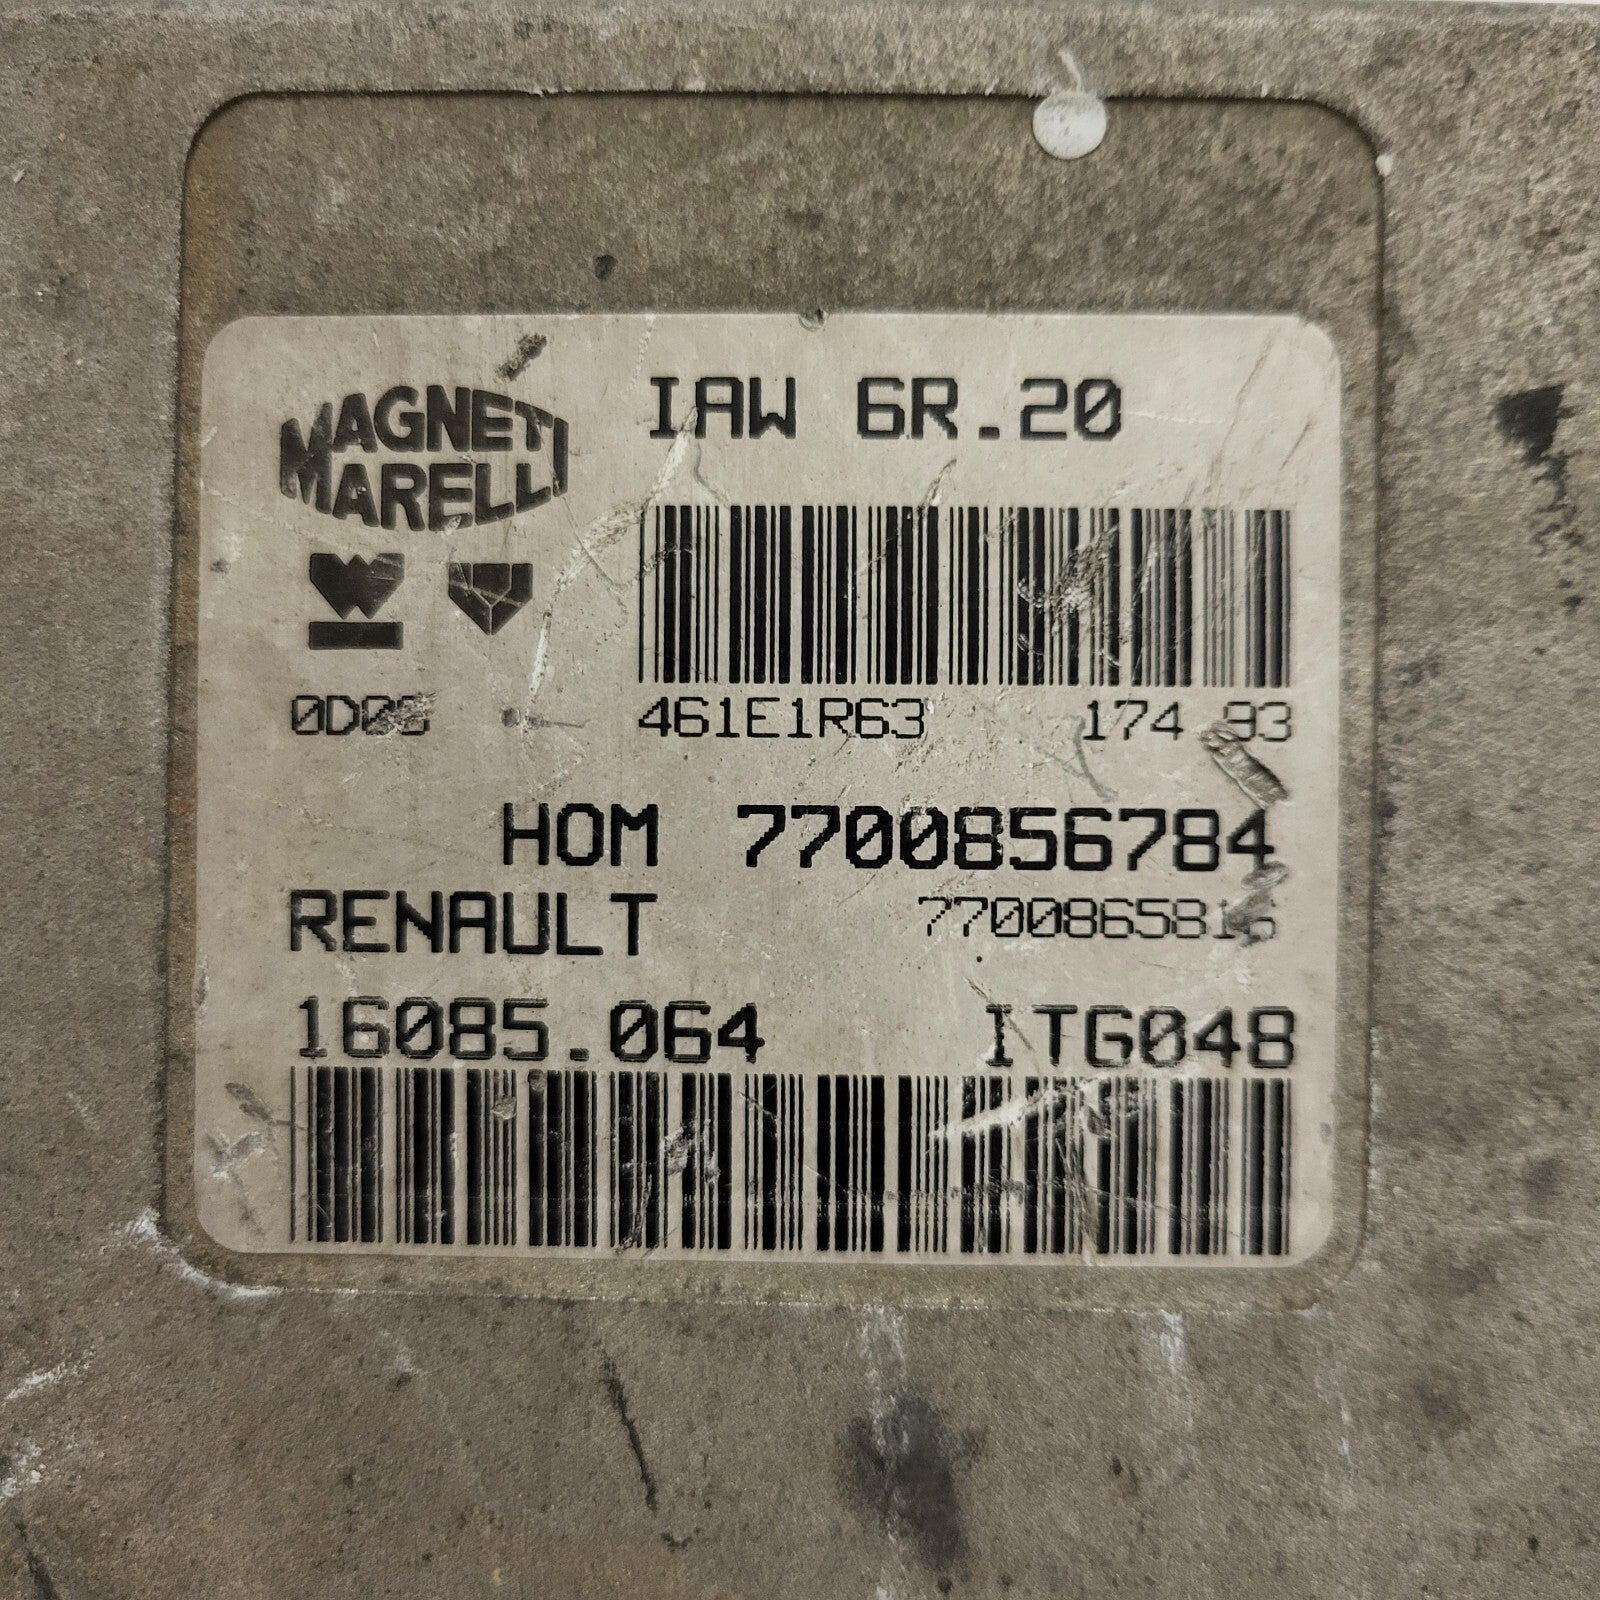 MAGNETI
MARELLI
IAW 6R.20
461E1R63 174 93
HOM 7700856784
RENAULT
16085.064 ITG048